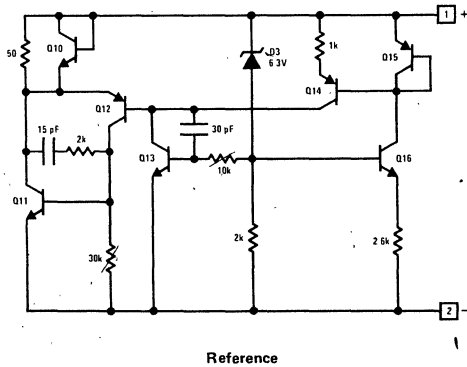 1 +
50
Q10
D3
6 3V
1k
Q15
Q14
Q12
15 pF
2k
30 pF
Q13
10k
Q16
Q11
30k
2k
2 6k
2 −
Reference